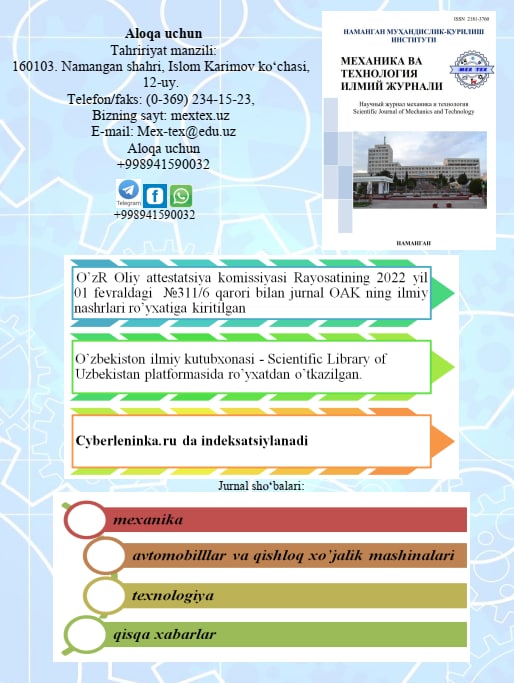 Aloqa uchun
Tahririyat manzili:
160103. Namangan shahri, Islom Karimov ko‘chasi,
12-uy.
Telefon/faks: (0-369) 234-15-23,
Bizning sayt: mextex.uz
E-mail: Mex-tex@edu.uz
Aloqa uchun
+998941590032
Telegram
+998941590032
ISSN 2181-3760
НАМАНГАН МУҲАНДИСЛИК-ҚУРИЛИШ
ИНСТИТУТИ
МЕХАНИКА ВА
ТЕХНОЛОГИЯ
ИЛМИЙ ЖУРНАЛИ
MEX TEX
Научный журнал механика и технология
Scientific Journal of Mechanics and Technology
НАМАНГАН
O’zR Oliy attestatsiya komissiyasi Rayosatining 2022 yil
01 fevraldagi №311/6 qarori bilan jurnal OAK ning ilmiy
nashrlari ro’yxatiga kiritilgan
O’zbekiston ilmiy kutubxonasi - Scientific Library of
Uzbekistan platformasida ro’yxatdan o’tkazilgan.
Cyberleninka.ru da indeksatsiylanadi
Jurnal sho‘balari:
mexanika
avtomobilllar va qishloq xo’jalik mashinalari
texnologiya
qisqa xabarlar